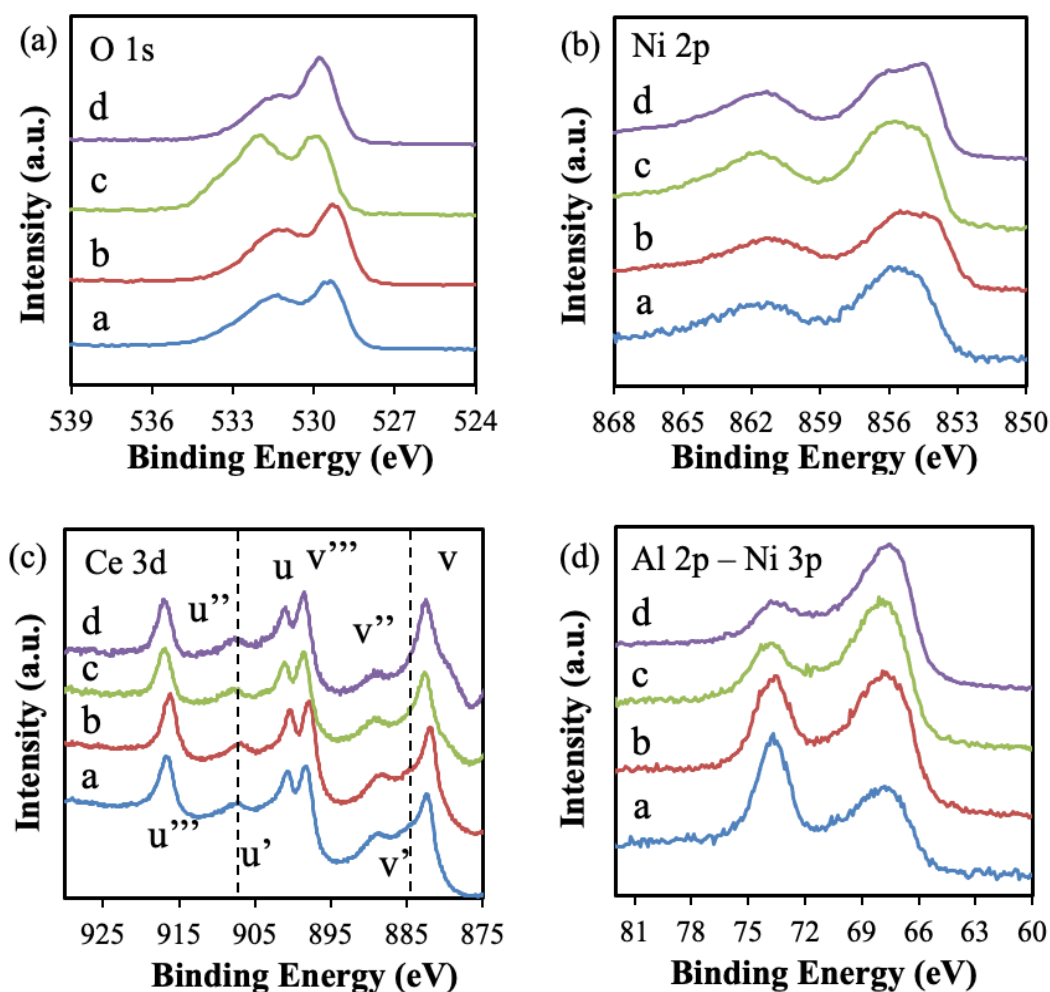 (a)
O 1s
d
c
b
a
Intensity (a.u.)
539 536 533 530 527 524
Binding Energy (eV)
(b)
Ni 2p
d
c
b
a
Intensity (a.u.)
868 865 862 859 856 853 850
Binding Energy (eV)
(c)
Ce 3d
u v’’’ v
u’’
v’’
d
c
b
a
u’’’ u’ v’
Intensity (a.u.)
925 915 905 895 885 875
Binding Energy (eV)
(d)
Al 2p – Ni 3p
d
c
b
a
Intensity (a.u.)
81 78 75 72 69 66 63 60
Binding Energy (eV)